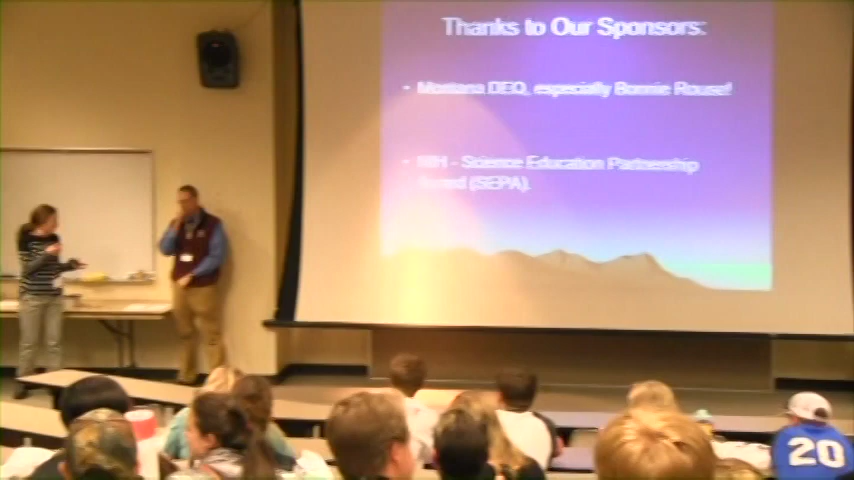 Thanks to Our Sponsors:
• Montana DEQ, especially Bonnie Rouse!
• NIH - Science Education Partnership
Award (SEPA).
20